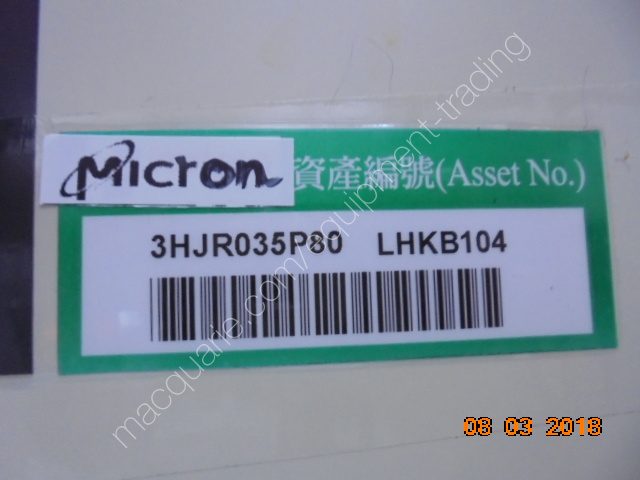 Micron 資產編號(Asset No.)
3HJR035P80 LHKB104
macquarie.com/equipment-trading
08 03 2018